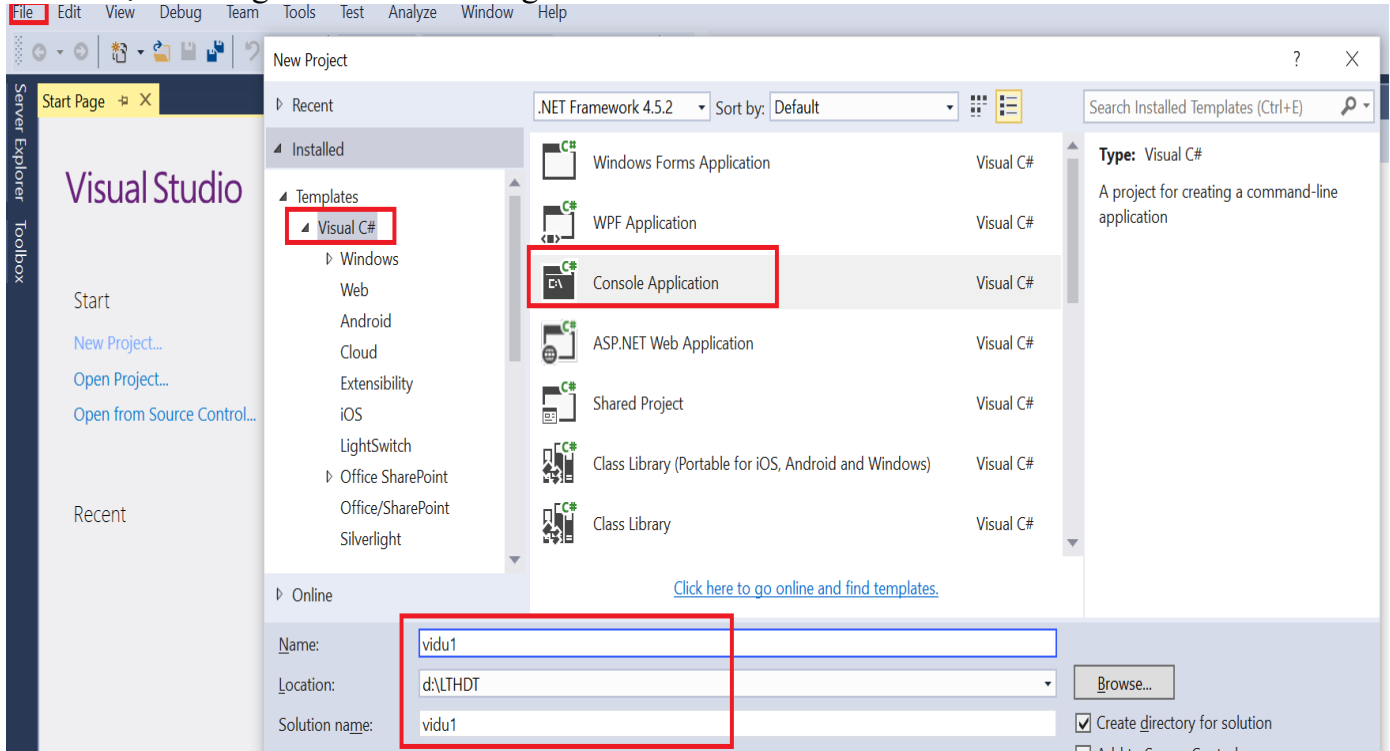 File Edit View Debug Team Tools Test Analyze Window Help
New Project ? X
Server Explorer
Toolbox
Start Page
Visual Studio
Start
New Project...
Open Project...
Open from Source Control...
Recent
Recent
Installed
Templates
Visual C#
Windows
Web
Android
Cloud
Extensibility
iOS
LightSwitch
Office SharePoint
Office/SharePoint
Silverlight
Online
.NET Framework 4.5.2 Sort by: Default
Search Installed Templates (Ctrl+E)
C# Windows Forms Application Visual C#
C# WPF Application Visual C#
C# Console Application Visual C#
C# ASP.NET Web Application Visual C#
C# Shared Project Visual C#
C# Class Library (Portable for iOS, Android and Windows) Visual C#
C# Class Library Visual C#
Click here to go online and find templates.
Type: Visual C#
A project for creating a command-line
application
Name: vidu1
Location: d:\LTHDT
Browse...
Solution name: vidu1
Create directory for solution